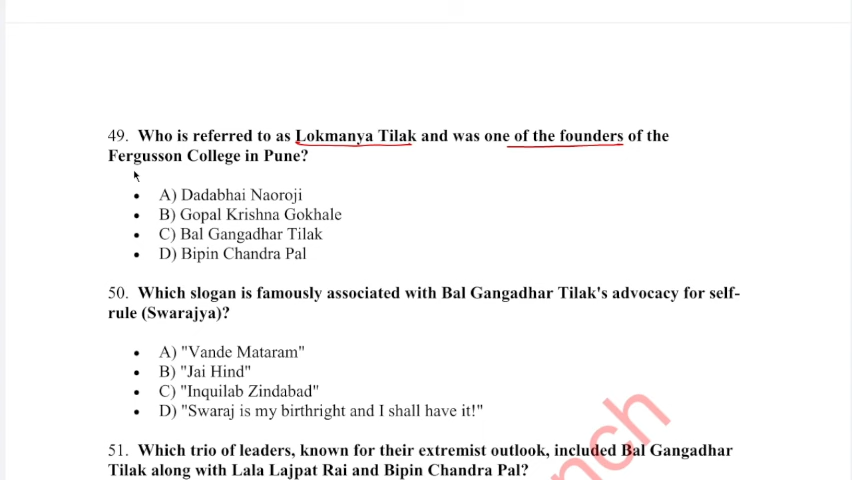 49. Who is referred to as Lokmanya Tilak and was one of the founders of the
Fergusson College in Pune?
• A) Dadabhai Naoroji
• B) Gopal Krishna Gokhale
• C) Bal Gangadhar Tilak
• D) Bipin Chandra Pal
50. Which slogan is famously associated with Bal Gangadhar Tilak's advocacy for self-
rule (Swarajya)?
• A) "Vande Mataram"
• B) "Jai Hind"
• C) "Inquilab Zindabad"
• D) "Swaraj is my birthright and I shall have it!"
51. Which trio of leaders, known for their extremist outlook, included Bal Gangadhar
Tilak along with Lala Lajpat Rai and Bipin Chandra Pal?